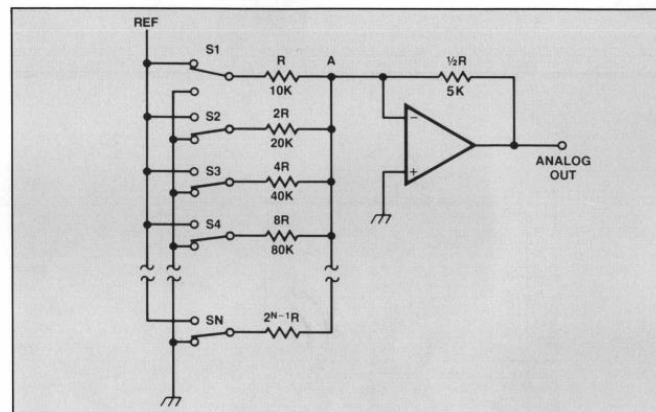 REF
S1
R
10K
A
½R
5K
S2
2R
20K
−
+
ANALOG
OUT
S3
4R
40K
S4
8R
80K
SN
2ᴺ⁻¹R